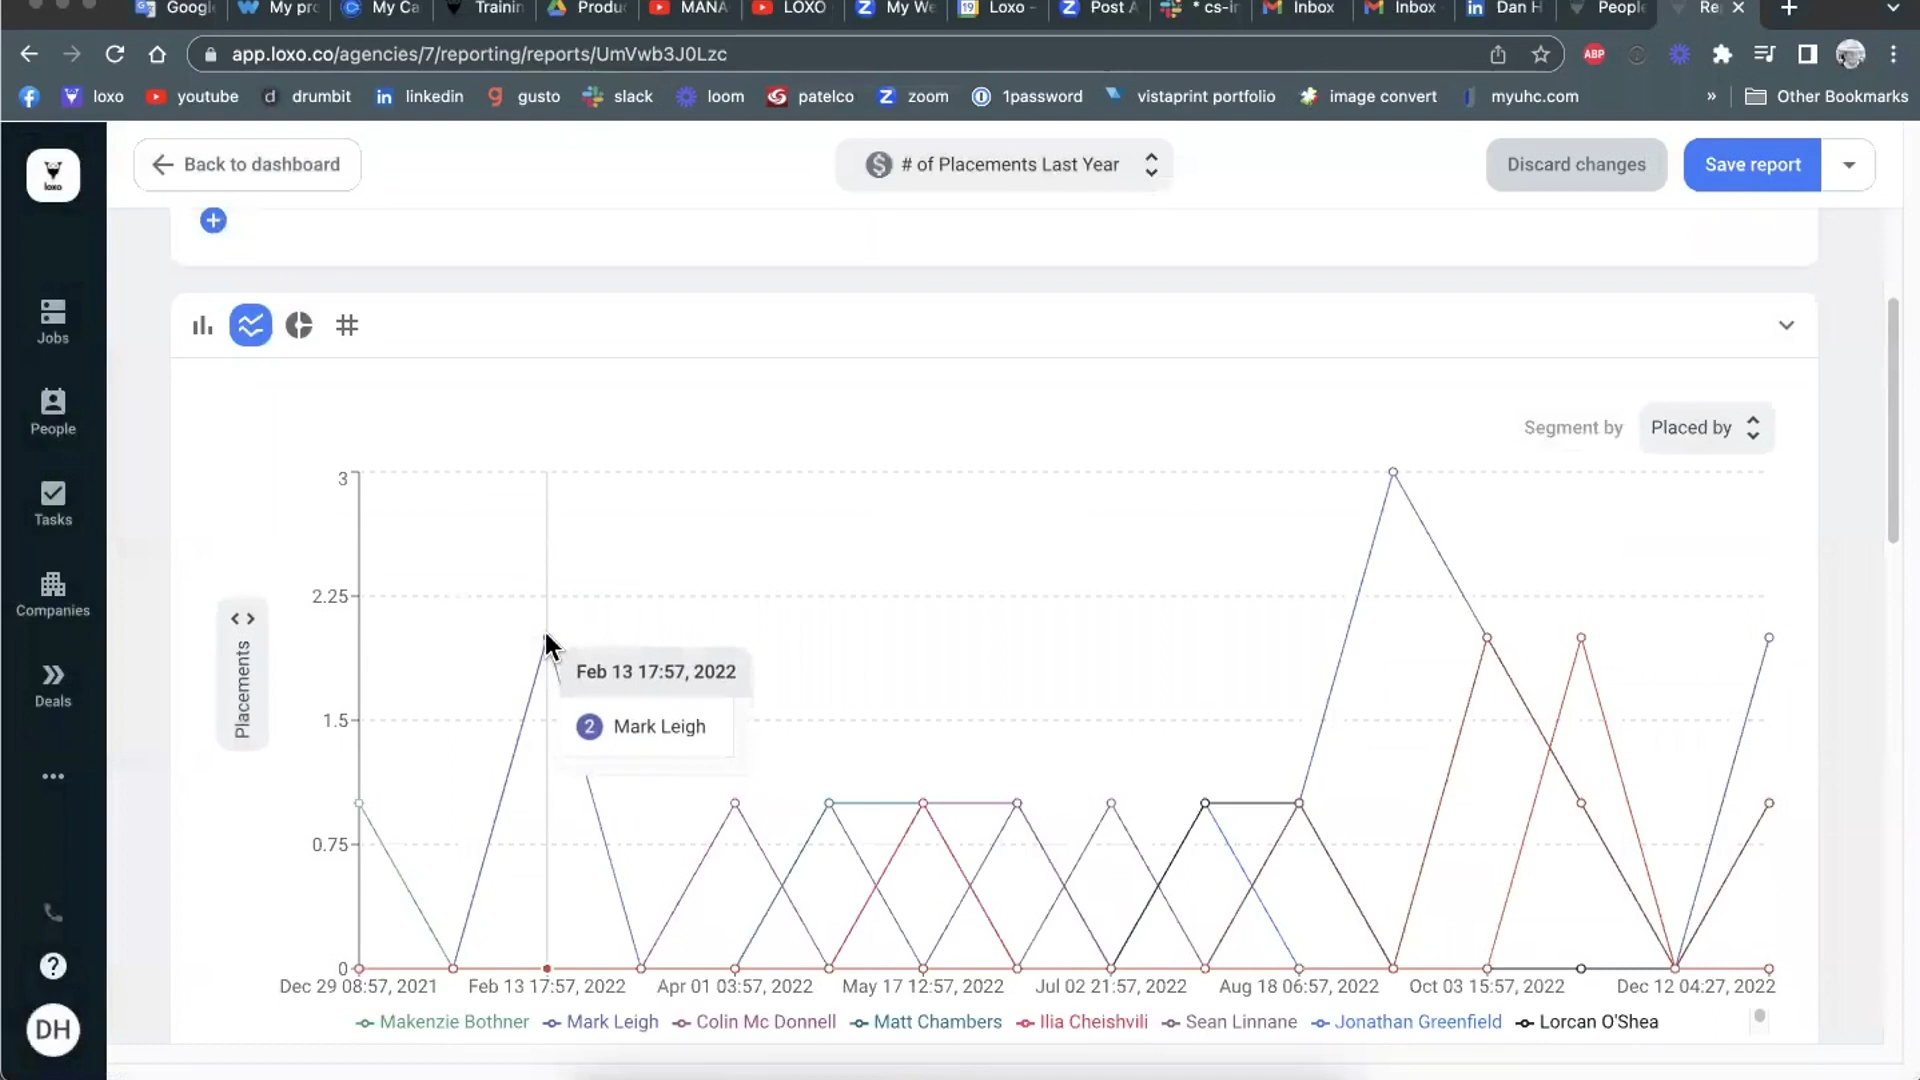 Googl My pro My Ca Trainin Produc MANA LOXO My We Loxo - Post A * cs-in Inbox Inbox Dan H People Re
app.loxo.co/agencies/7/reporting/reports/UmVwb3J0Lzc
ABP
loxo youtube drumbit linkedin gusto slack loom patelco zoom 1password vistaprint portfolio image convert myuhc.com » Other Bookmarks
loxo
Back to dashboard
# of Placements Last Year
Discard changes
Save report
Jobs
People
Tasks
Companies
Deals
DH
Segment by Placed by
Placements
3
2.25
1.5
0.75
0
Feb 13 17:57, 2022
2 Mark Leigh
Dec 29 08:57, 2021 Feb 13 17:57, 2022 Apr 01 03:57, 2022 May 17 12:57, 2022 Jul 02 21:57, 2022 Aug 18 06:57, 2022 Oct 03 15:57, 2022 Dec 12 04:27, 2022
Makenzie Bothner Mark Leigh Colin Mc Donnell Matt Chambers Ilia Cheishvili Sean Linnane Jonathan Greenfield Lorcan O'Shea